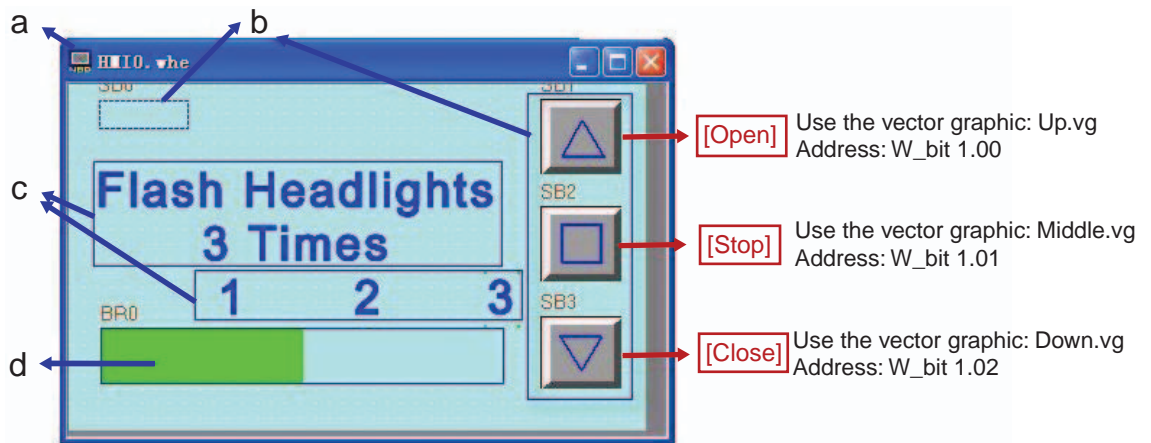 a
b
HMI0.whe
SB0
SB1
[Open]
Use the vector graphic: Up.vg
Address: W_bit 1.00
c
Flash Headlights
3 Times
SB2
[Stop]
Use the vector graphic: Middle.vg
Address: W_bit 1.01
1 2 3
BR0
SB3
d
[Close]
Use the vector graphic: Down.vg
Address: W_bit 1.02